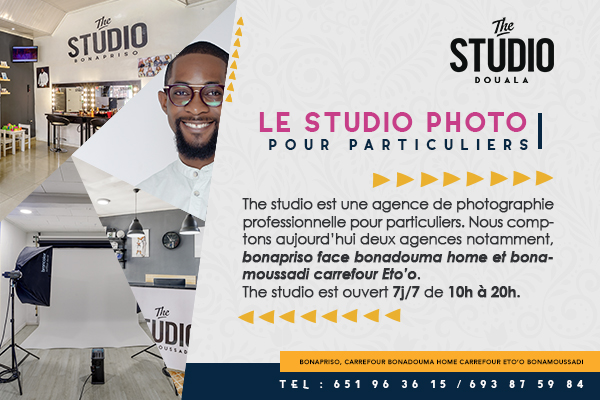 The
STUDIO
BONAPRISO
The
STUDIO
DOUALA
LE STUDIO PHOTO
POUR PARTICULIERS
The studio est une agence de photographie
professionnelle pour particuliers. Nous comp-
tons aujourd'hui deux agences notamment,
bonapriso face bonadouma home et bona-
moussadi carrefour Eto'o.
The studio est ouvert 7j/7 de 10h à 20h.
The
STUDI
OUSSADI
BONAPRISO, CARREFOUR BONADOUMA HOME CARREFOUR ETO'O BONAMOUSSADI
TEL : 651 96 36 15 / 693 87 59 84